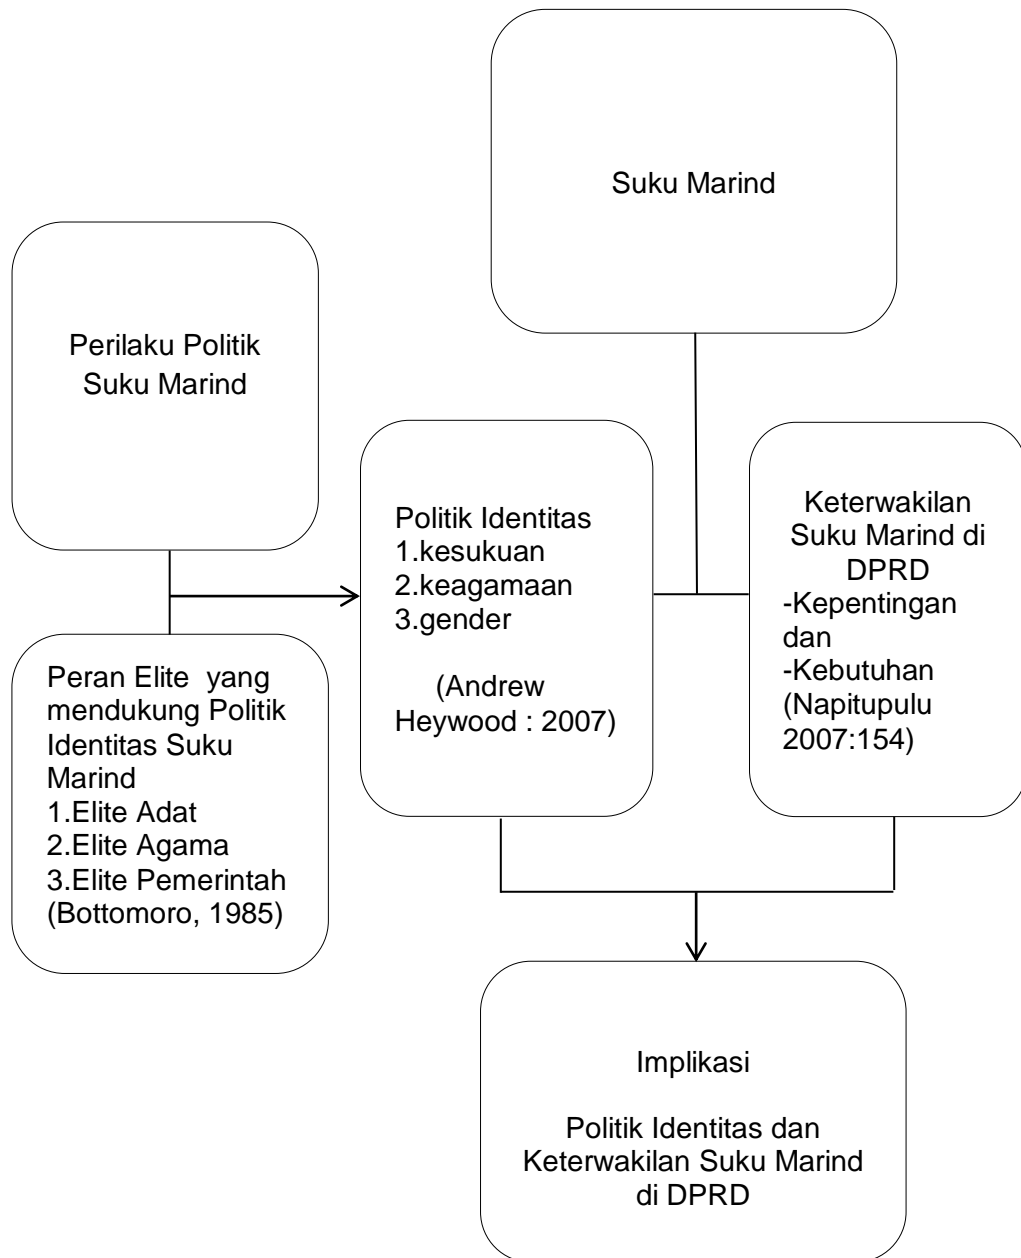 Suku Marind
Perilaku Politik
Suku Marind
Politik Identitas
1.kesukuan
2.keagamaan
3.gender
(Andrew
Heywood : 2007)
Keterwakilan
Suku Marind di
DPRD
-Kepentingan
dan
-Kebutuhan
(Napitupulu
2007:154)
Peran Elite  yang
mendukung Politik
Identitas Suku
Marind
1.Elite Adat
2.Elite Agama
3.Elite Pemerintah
(Bottomoro, 1985)
Implikasi
Politik Identitas dan
Keterwakilan Suku Marind
di DPRD